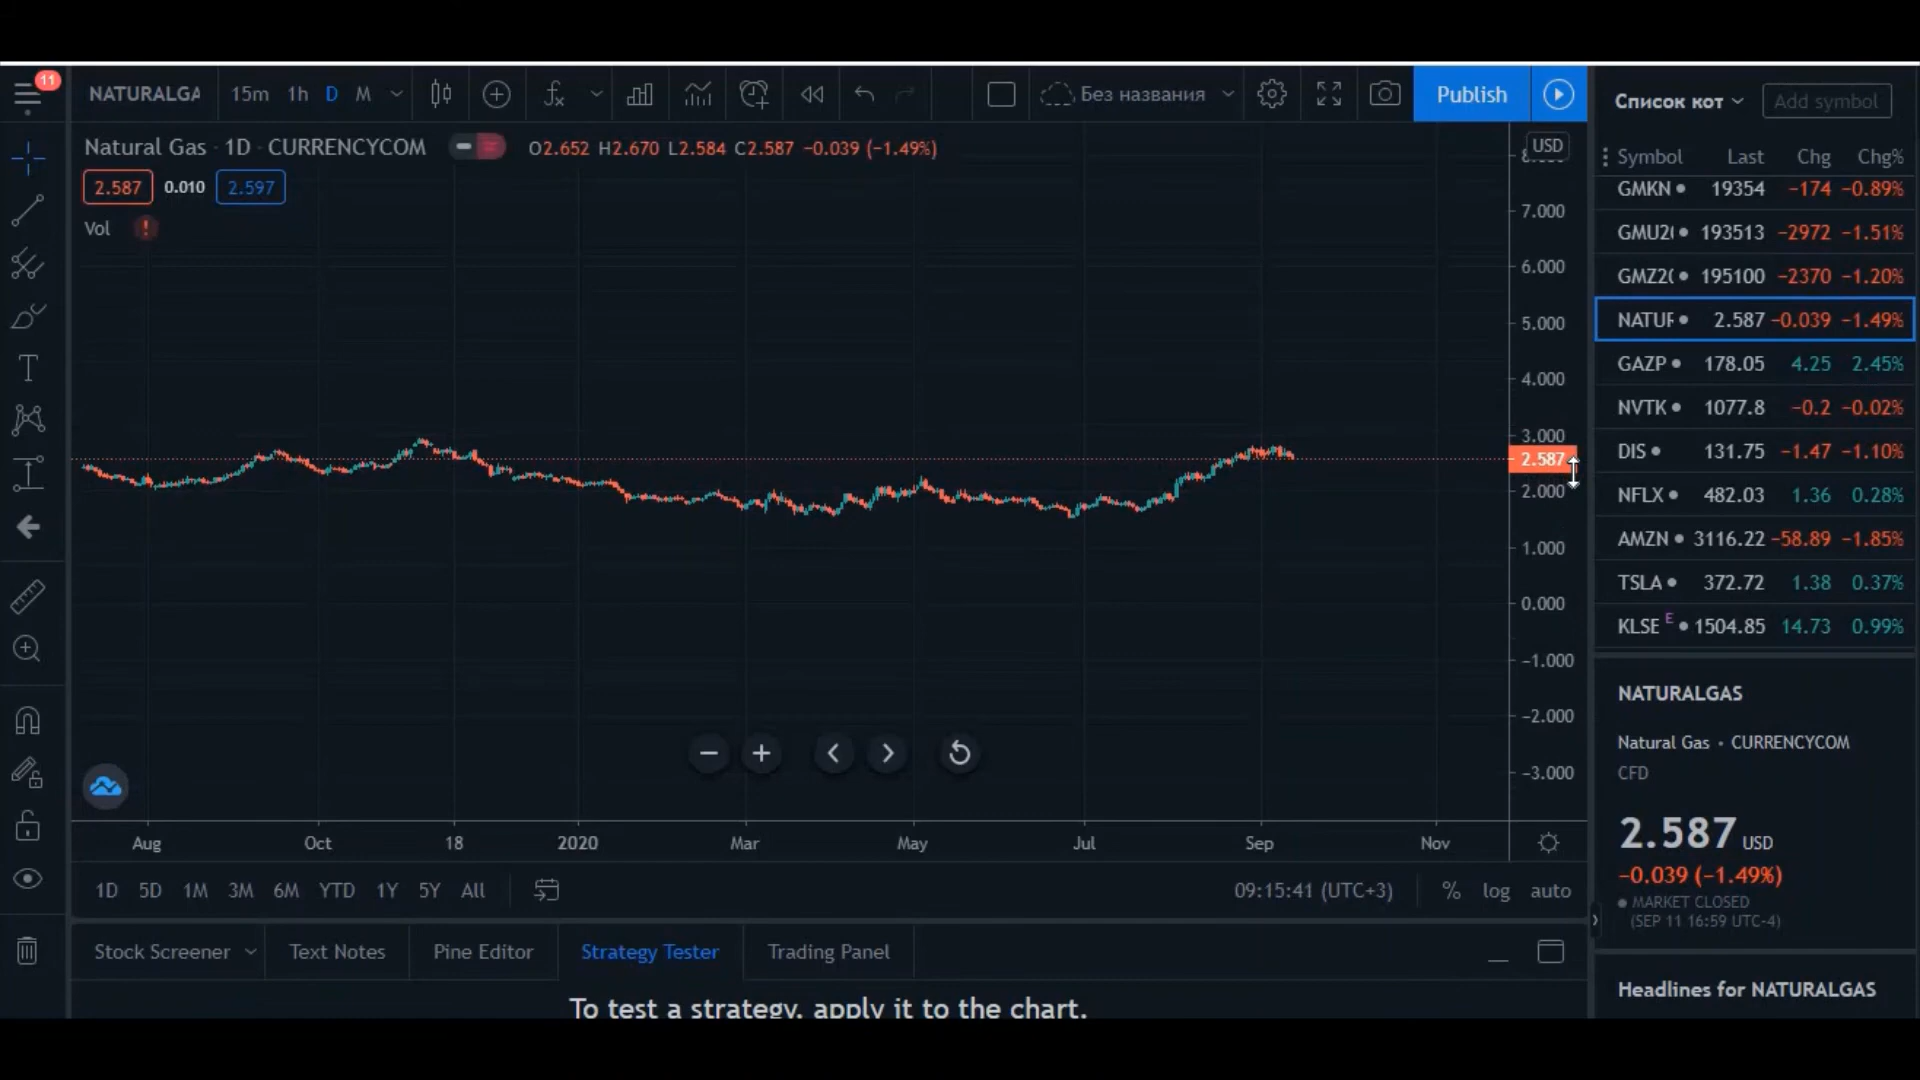 11
NATURALGA 15m 1h D M Без названия Publish
Natural Gas · 1D · CURRENCYCOM O2.652 H2.670 L2.584 C2.587 −0.039 (−1.49%)
2.587 0.010 2.597
Vol !
USD
7.000
6.000
5.000
4.000
3.000
2.587
2.000
1.000
0.000
−1.000
−2.000
−3.000
Aug Oct 18 2020 Mar May Jul Sep Nov
1D 5D 1M 3M 6M YTD 1Y 5Y All 09:15:41 (UTC+3) % log auto
Stock Screener Text Notes Pine Editor Strategy Tester Trading Panel
To test a strategy, apply it to the chart.
Список кот Add symbol
Symbol Last Chg Chg%
GMKN 19354 −174 −0.89%
GMU2( 193513 −2972 −1.51%
GMZ2( 195100 −2370 −1.20%
NATUR 2.587 −0.039 −1.49%
GAZP 178.05 4.25 2.45%
NVTK 1077.8 −0.2 −0.02%
DIS 131.75 −1.47 −1.10%
NFLX 482.03 1.36 0.28%
AMZN 3116.22 −58.89 −1.85%
TSLA 372.72 1.38 0.37%
KLSE E 1504.85 14.73 0.99%
NATURALGAS
Natural Gas • CURRENCYCOM
CFD
2.587 USD
−0.039 (−1.49%)
MARKET CLOSED
(SEP 11 16:59 UTC-4)
Headlines for NATURALGAS